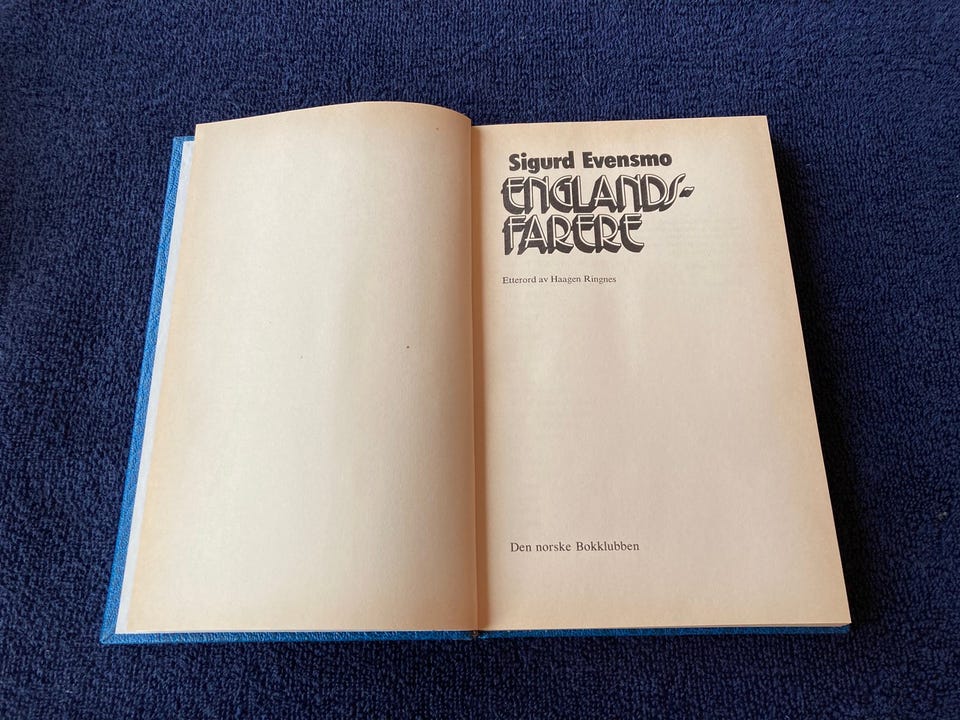 Sigurd Evensmo
ENGLANDS-
FARERE
Etterord av Haagen Ringnes
Den norske Bokklubben